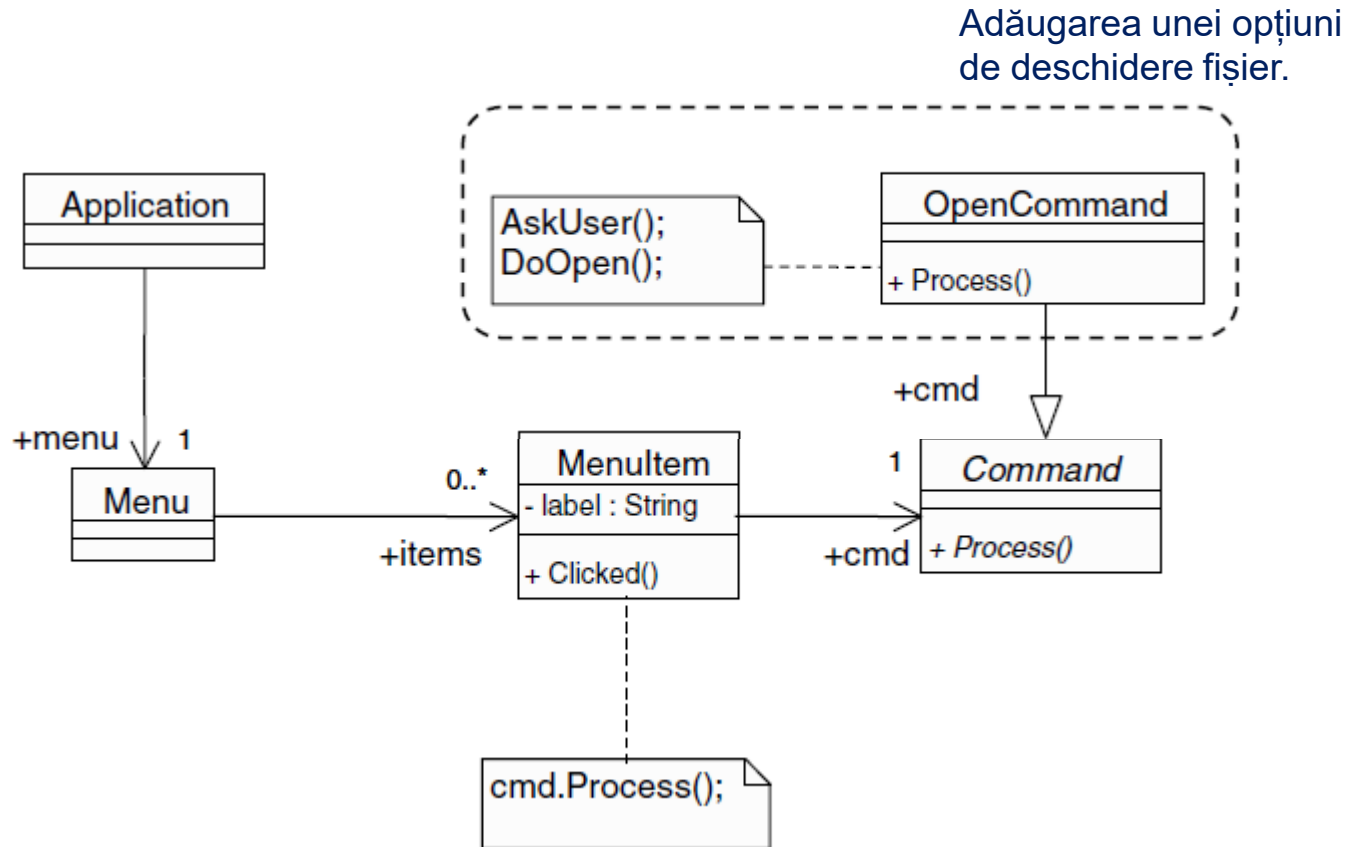 Adăugarea unei opțiuni
de deschidere fișier.
Application
AskUser();
DoOpen();
OpenCommand
+ Process()
+cmd
+menu
1
Menu
0..*
+items
MenuItem
- label : String
+ Clicked()
1
+cmd
Command
+ Process()
cmd.Process();